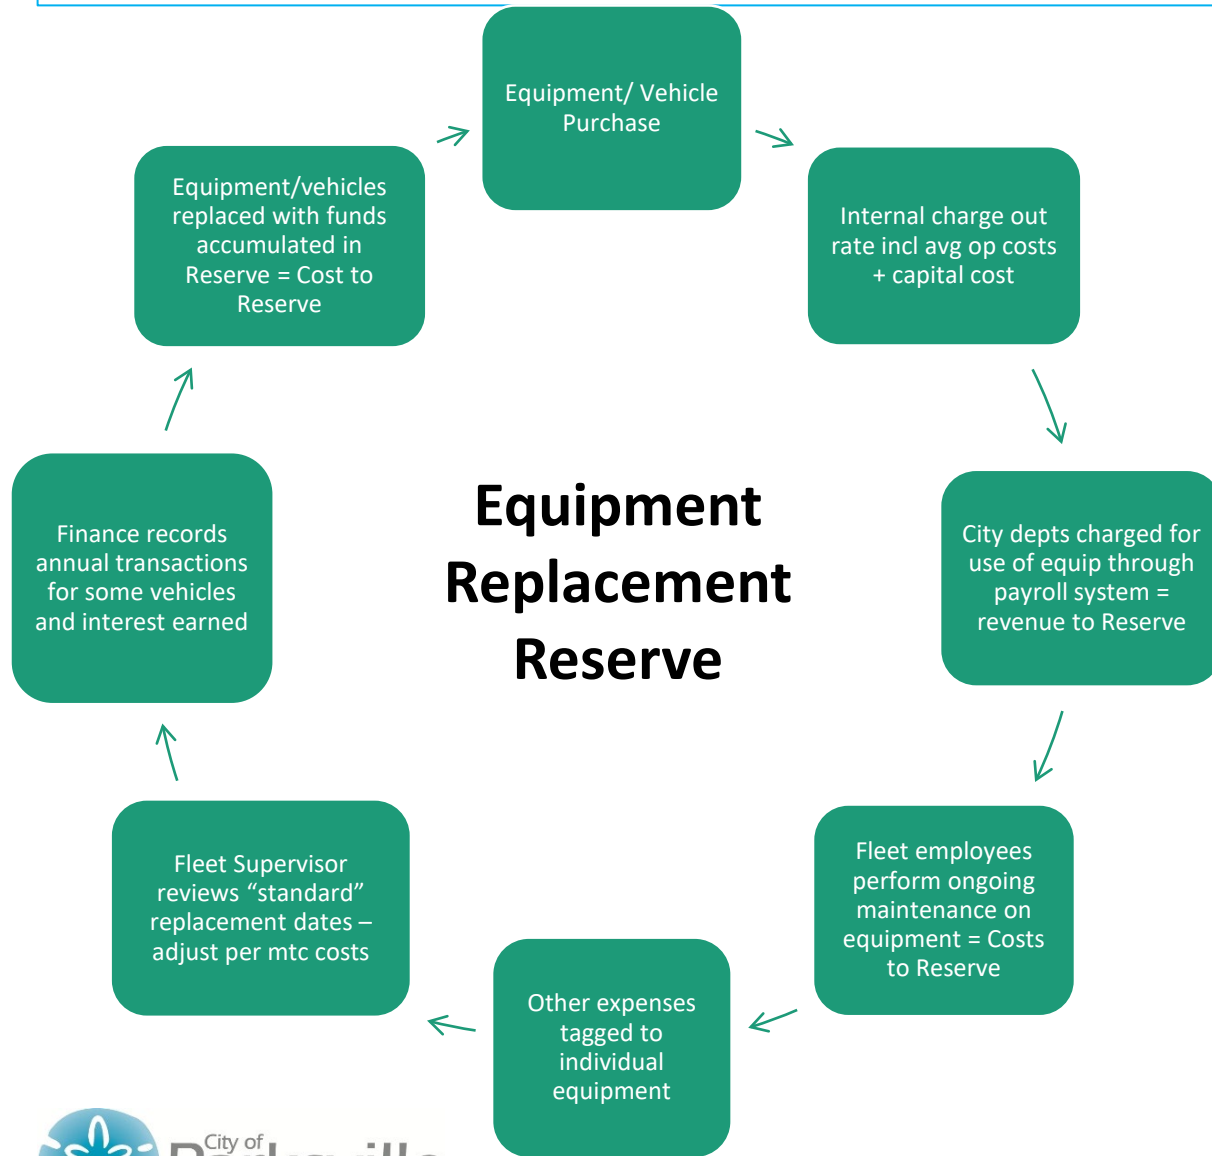 Equipment/ Vehicle
Purchase
Internal charge out
rate incl avg op costs
+ capital cost
City depts charged for
use of equip through
payroll system =
revenue to Reserve
Fleet employees
perform ongoing
maintenance on
equipment = Costs
to Reserve
Other expenses
tagged to
individual
equipment
Fleet Supervisor
reviews “standard”
replacement dates –
adjust per mtc costs
Finance records
annual transactions
for some vehicles
and interest earned
Equipment/vehicles
replaced with funds
accumulated in
Reserve = Cost to
Reserve
Equipment
Replacement
Reserve
City of
Parksville